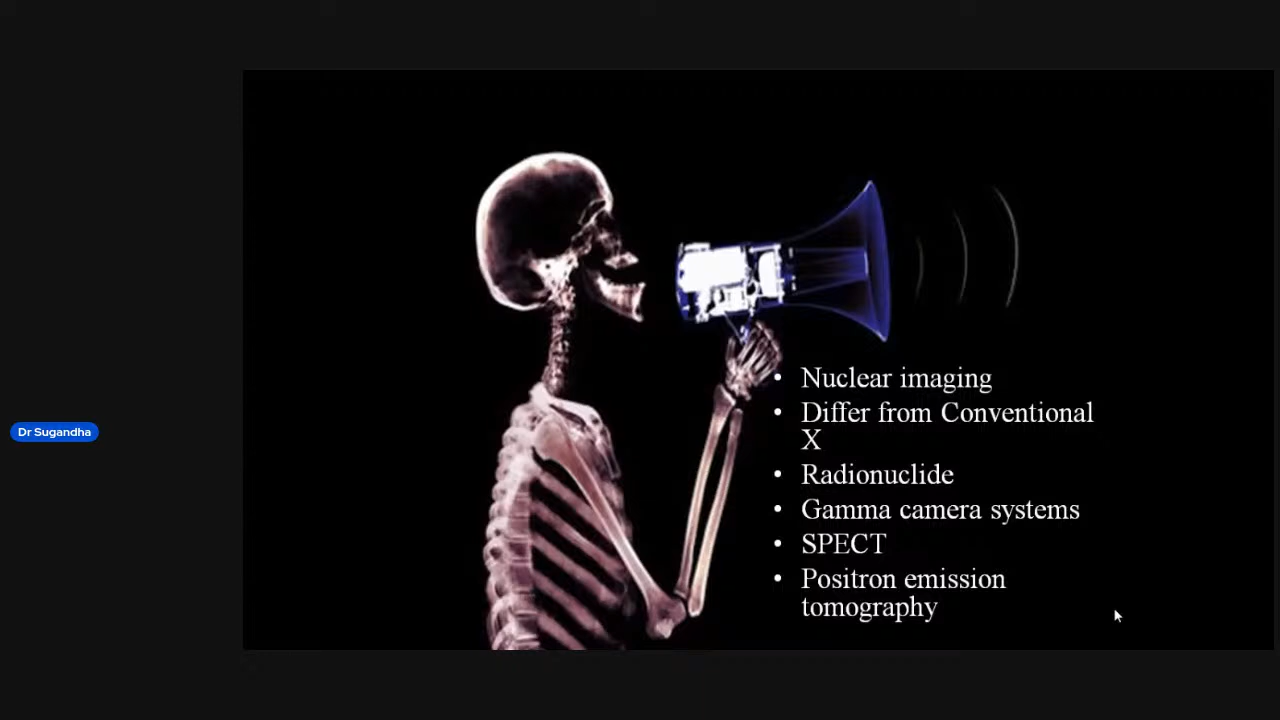 Dr Sugandha
• Nuclear imaging
• Differ from Conventional
X
• Radionuclide
• Gamma camera systems
• SPECT
• Positron emission
tomography